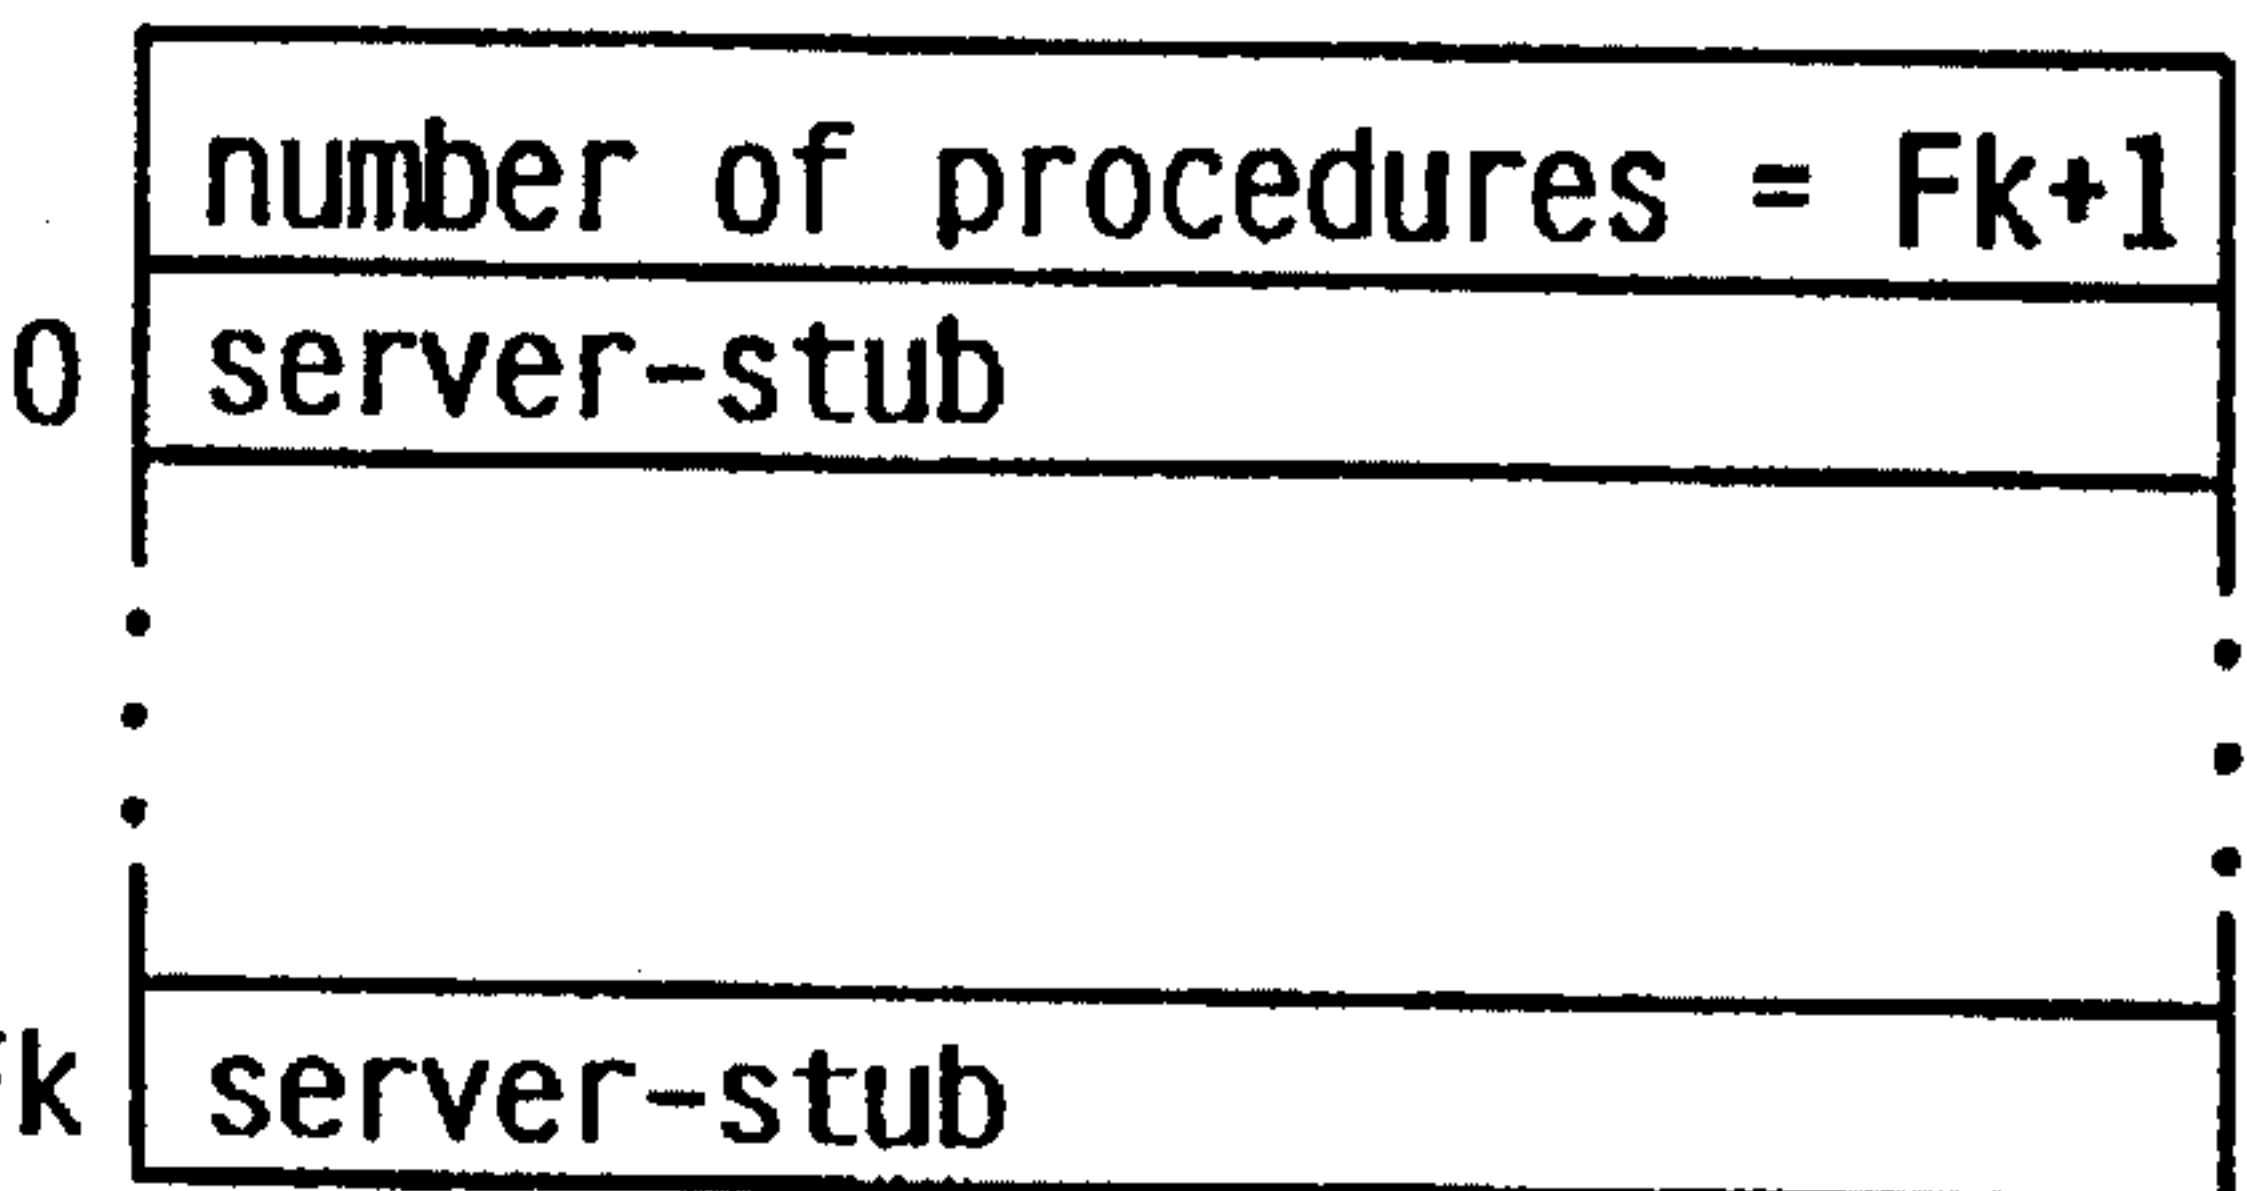 number of procedures = Fk+1
0 server-stub
k server-stub